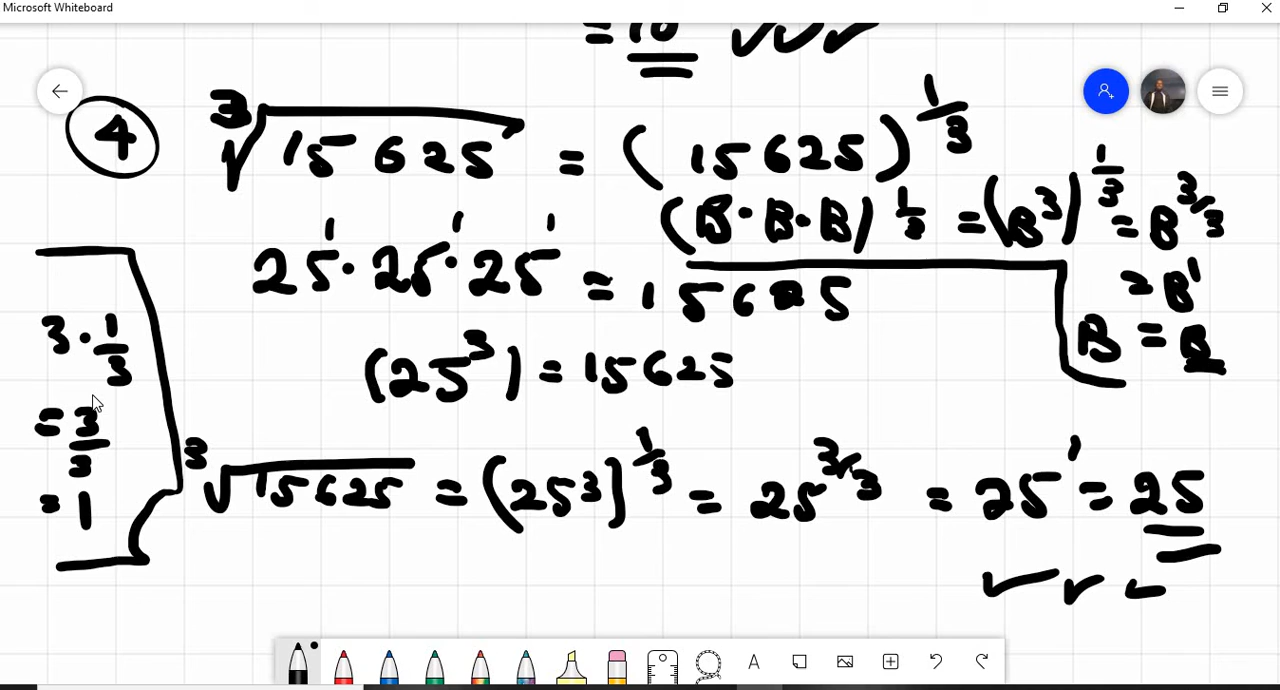 Microsoft Whiteboard
= 10
4
∛15625 = (15625)^(1/3)
(B·B·B)^(1/3) = (B³)^(1/3) = B^(3/3)
= B¹
B = B
25¹·25¹·25¹ = 15625
(25³) = 15625
3·1/3
= 3/3
= 1
∛15625 = (25³)^(1/3) = 25^(3/3) = 25¹ = 25
A